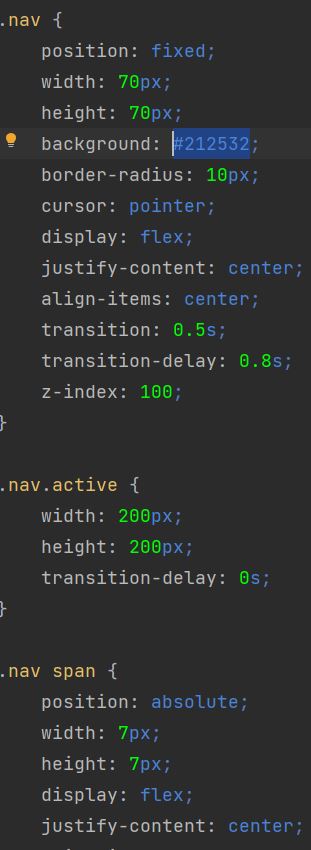 .nav {
position: fixed;
width: 70px;
height: 70px;
background: #212532;
border-radius: 10px;
cursor: pointer;
display: flex;
justify-content: center;
align-items: center;
transition: 0.5s;
transition-delay: 0.8s;
z-index: 100;
}
.nav.active {
width: 200px;
height: 200px;
transition-delay: 0s;
}
.nav span {
position: absolute;
width: 7px;
height: 7px;
display: flex;
justify-content: center;